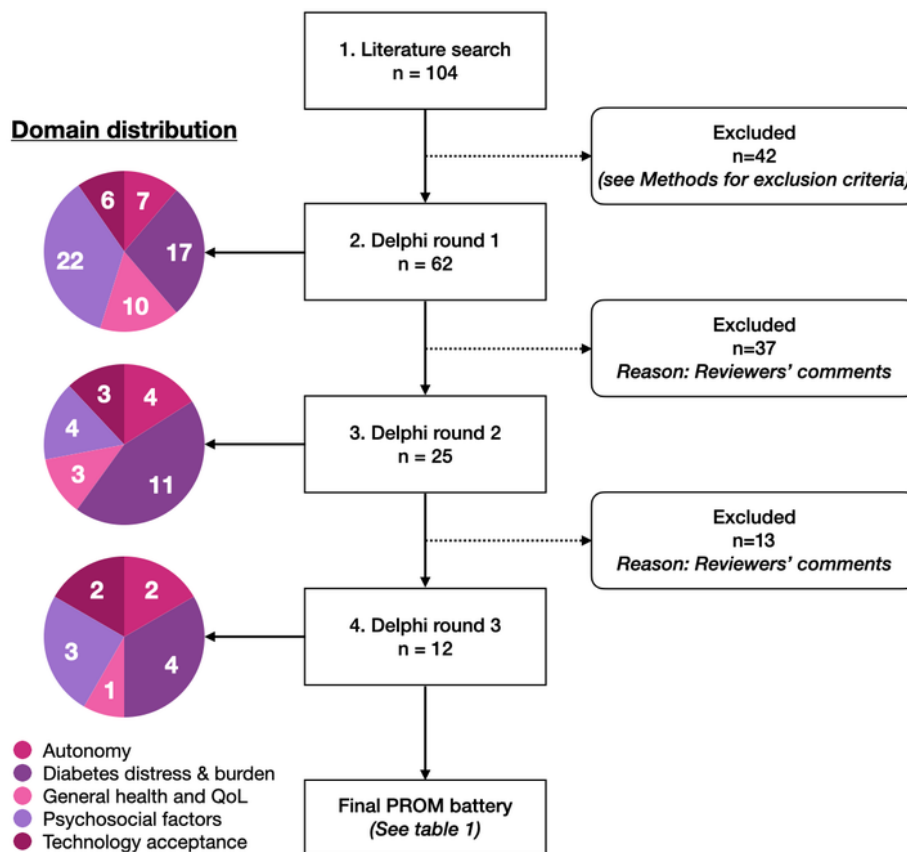 1. Literature search
n = 104
Domain distribution
Excluded
n=42
(see Methods for exclusion criteria)
6
7
17
10
22
2. Delphi round 1
n = 62
Excluded
n=37
Reason: Reviewers' comments
3
4
11
3
4
3. Delphi round 2
n = 25
Excluded
n=13
Reason: Reviewers' comments
2
2
4
1
3
4. Delphi round 3
n = 12
Autonomy
Diabetes distress & burden
General health and QoL
Psychosocial factors
Technology acceptance
Final PROM battery
(See table 1)